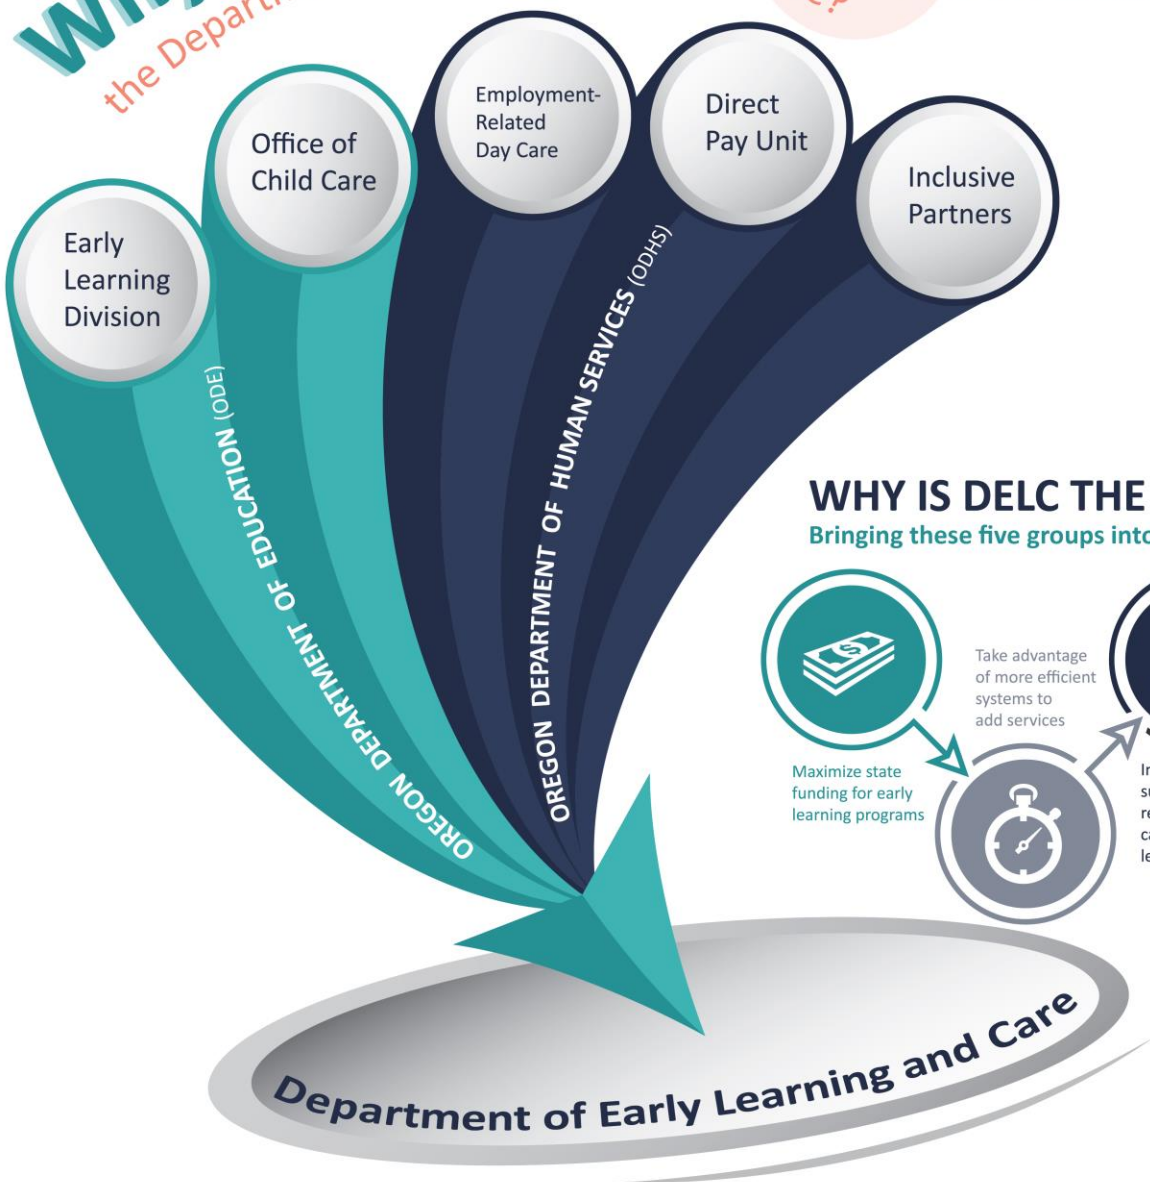 Why
the Departm
Early
Learning
Division
Office of
Child Care
Employment-
Related
Day Care
Direct
Pay Unit
Inclusive
Partners
OREGON DEPARTMENT OF EDUCATION (ODE)
OREGON DEPARTMENT OF HUMAN SERVICES (ODHS)
WHY IS DELC THE
Bringing these five groups into
Maximize state
funding for early
learning programs
Take advantage
of more efficient
systems to
add services
Department of Early Learning and Care